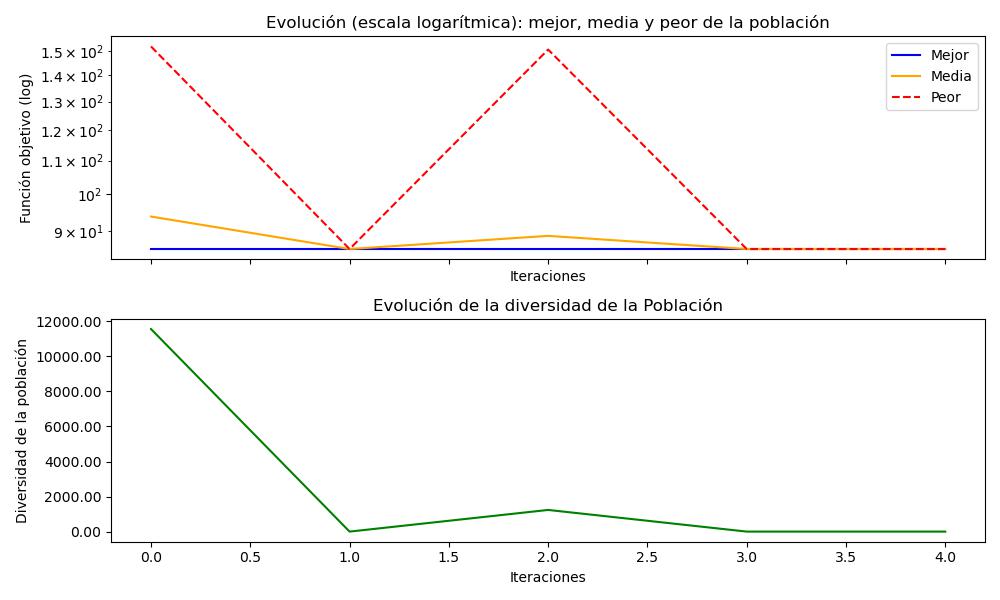 Evolución (escala logarítmica): mejor, media y peor de la población
Función objetivo (log)
1.5 × 10²
1.4 × 10²
1.3 × 10²
1.2 × 10²
1.1 × 10²
10²
9 × 10¹
Mejor
Media
Peor
Iteraciones
Evolución de la diversidad de la Población
Diversidad de la población
12000.00
10000.00
8000.00
6000.00
4000.00
2000.00
0.00
0.0 0.5 1.0 1.5 2.0 2.5 3.0 3.5 4.0
Iteraciones